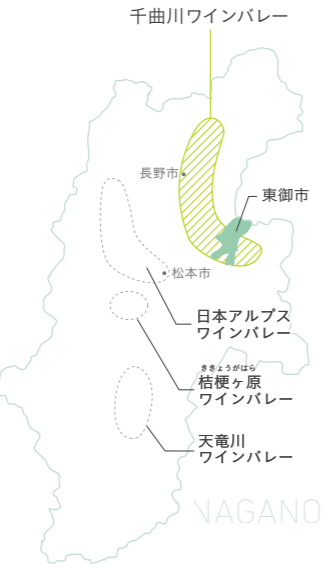 千曲川ワインバレー
長野市
東御市
松本市
日本アルプス
ワインバレー
ききょうがはら
桔梗ヶ原
ワインバレー
天竜川
ワインバレー
NAGANO